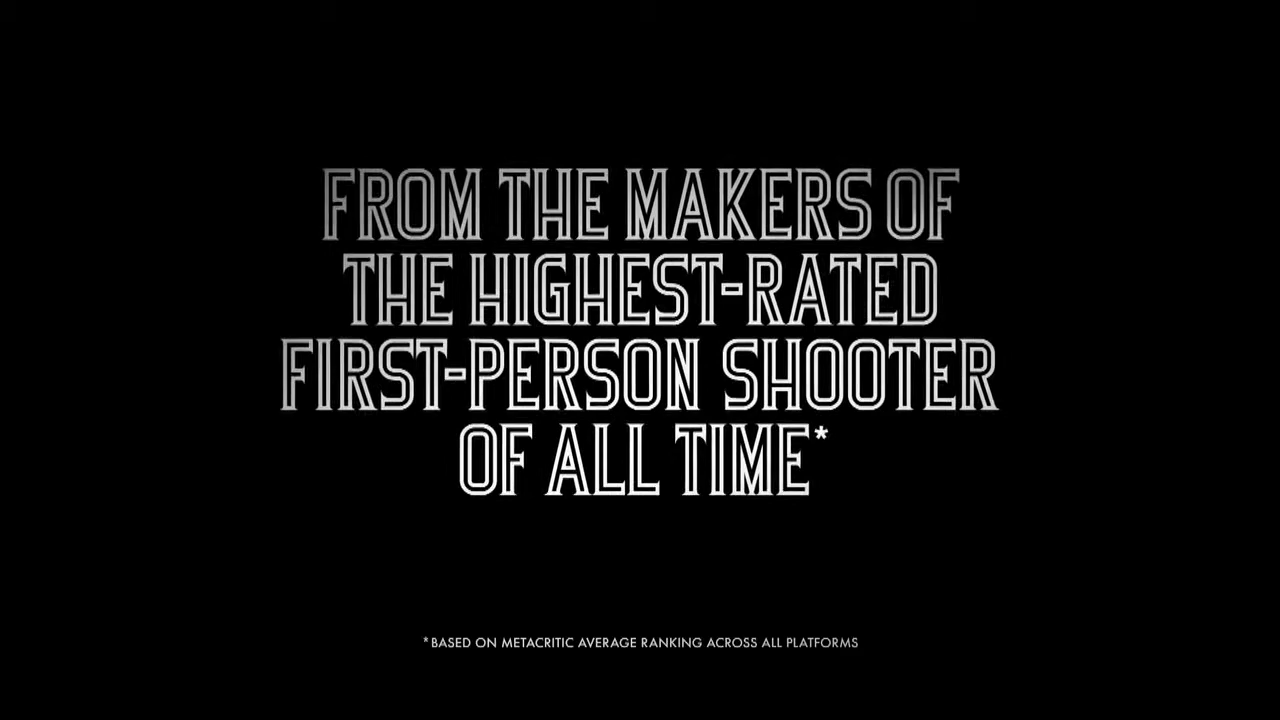 FROM THE MAKERS OF
THE HIGHEST-RATED
FIRST-PERSON SHOOTER
OF ALL TIME*
*BASED ON METACRITIC AVERAGE RANKING ACROSS ALL PLATFORMS